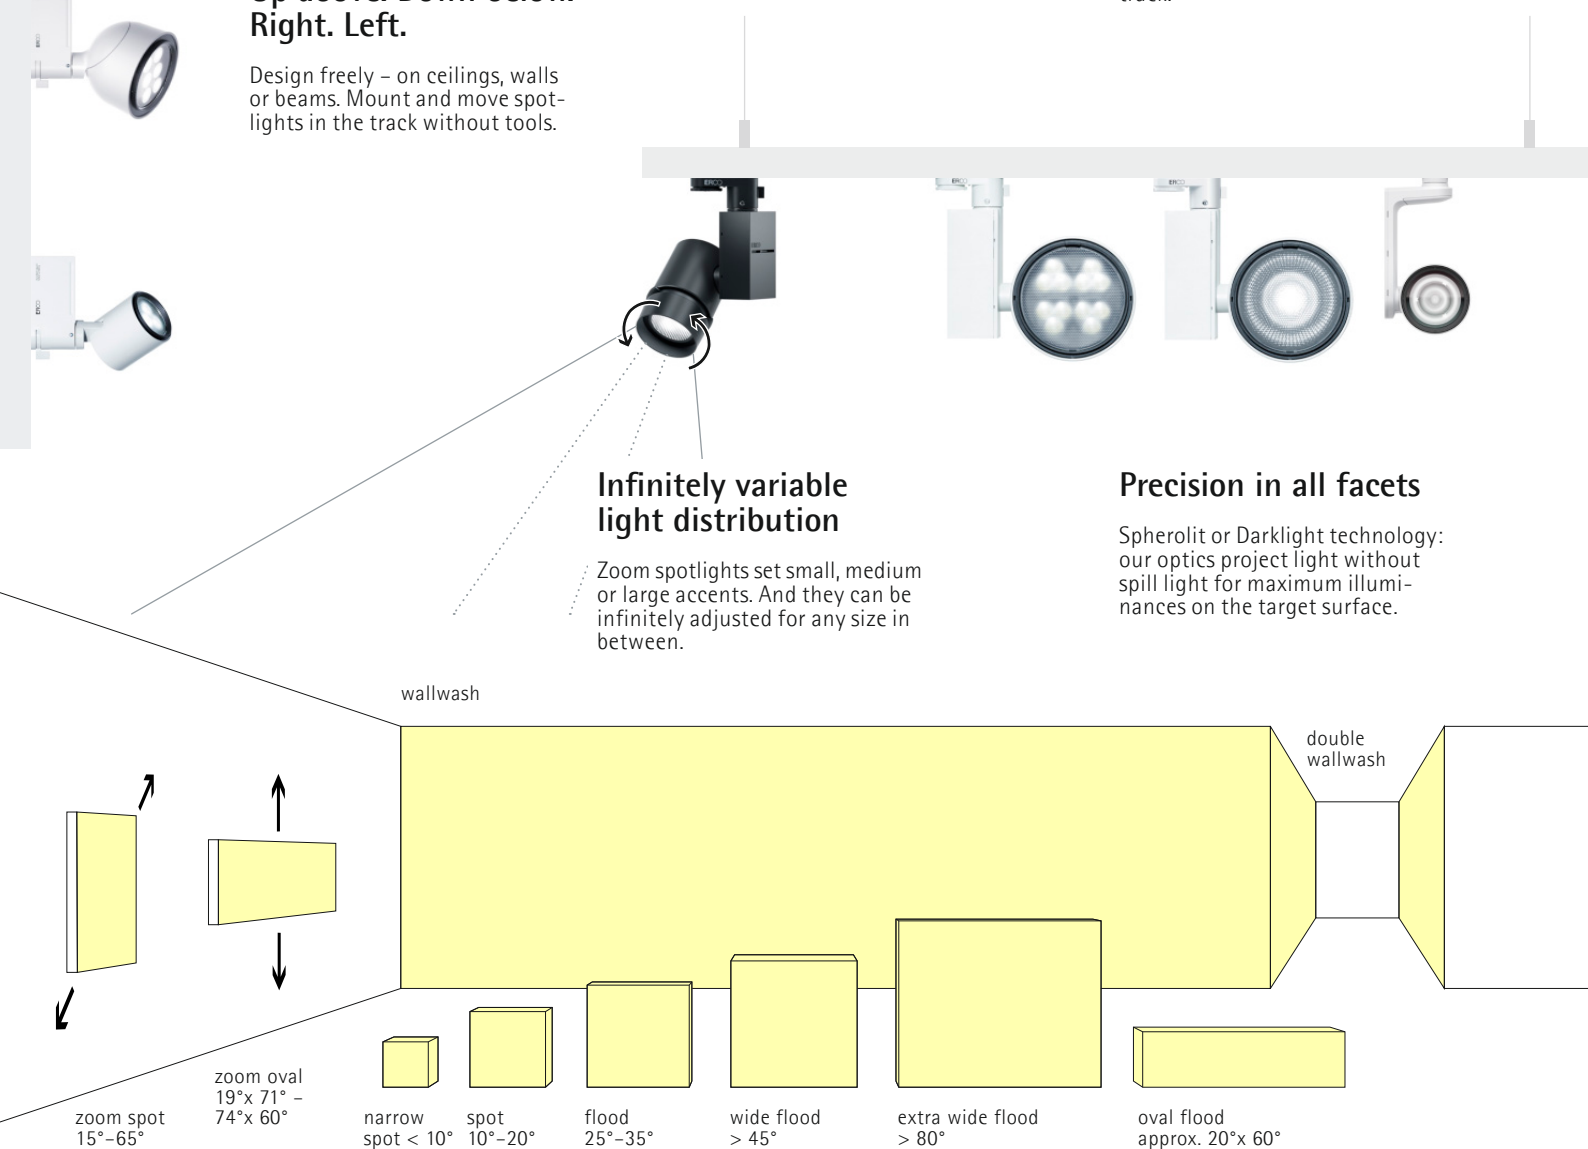 Right. Left.
Design freely – on ceilings, walls
or beams. Mount and move spot-
lights in the track without tools.
ERCO
ERCO
ERCO
ERCO
ERCO
Infinitely variable
light distribution
Zoom spotlights set small, medium
or large accents. And they can be
infinitely adjusted for any size in
between.
Precision in all facets
Spherolit or Darklight technology:
our optics project light without
spill light for maximum illumi-
nances on the target surface.
wallwash
double
wallwash
zoom spot
15°–65°
zoom oval
19°x 71° –
74°x 60°
narrow
spot < 10°
spot
10°–20°
flood
25°–35°
wide flood
> 45°
extra wide flood
> 80°
oval flood
approx. 20°x 60°